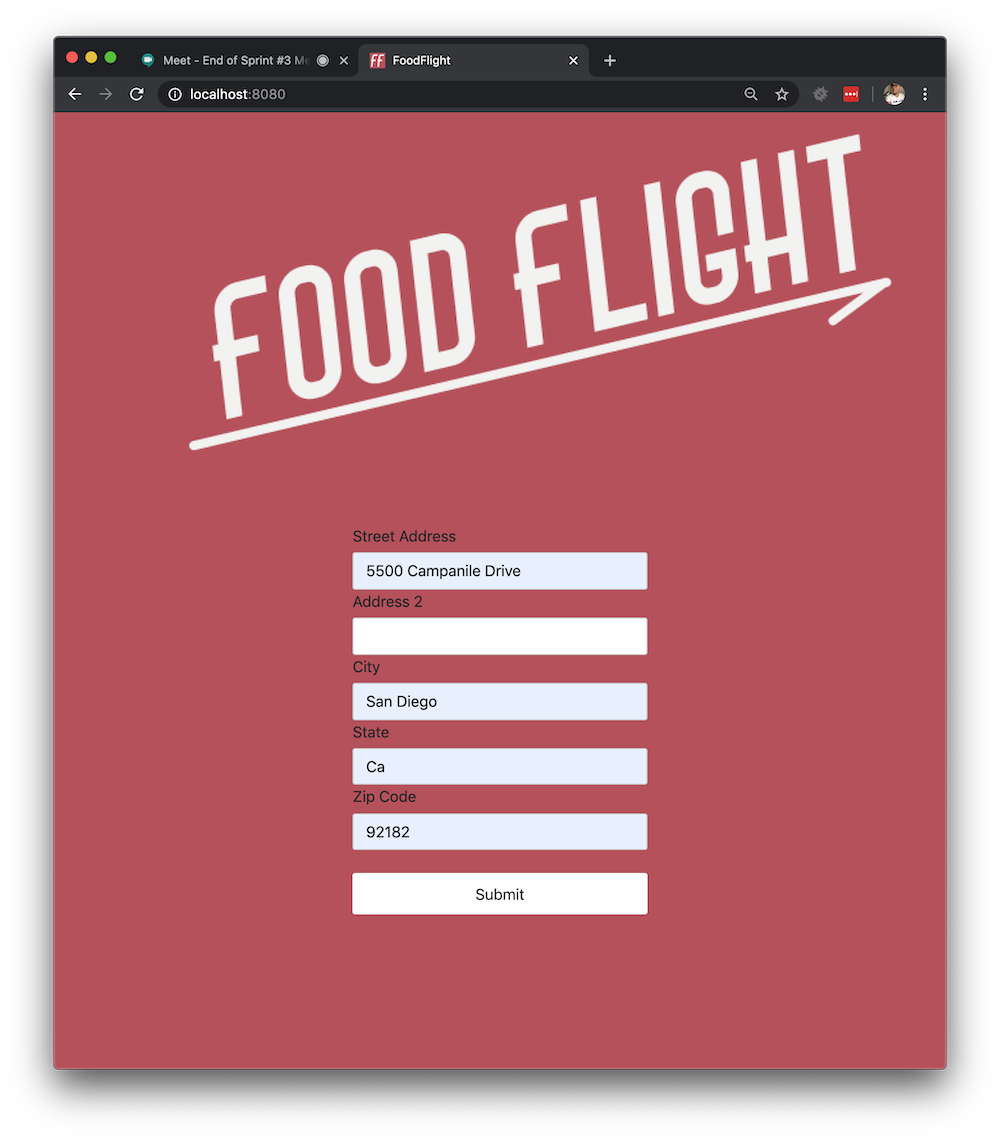 Meet - End of Sprint #3 Me
FoodFlight
localhost:8080
FOOD FLIGHT
Street Address
5500 Campanile Drive
Address 2
City
San Diego
State
Ca
Zip Code
92182
Submit